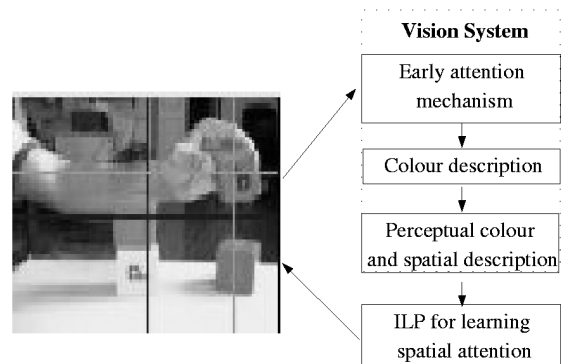 Vision System
Early attention
mechanism
Colour description
Perceptual colour
and spatial description
ILP for learning
spatial attention